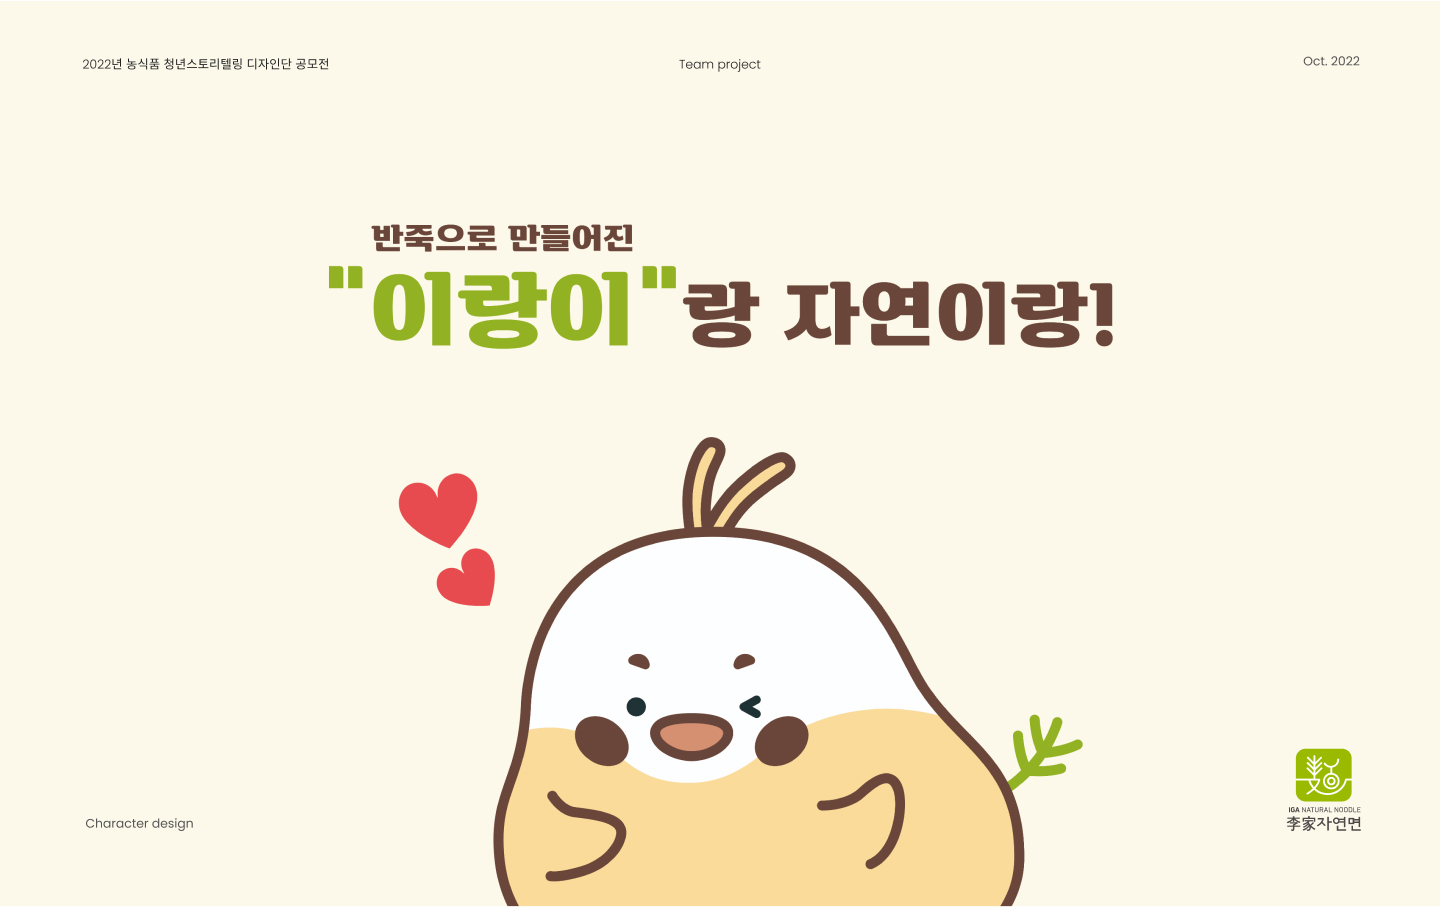 2022년 농식품 청년스토리텔링 디자인단 공모전
Team project
Oct. 2022
반죽으로 만들어진
"이랑이"랑 자연이랑!
Character design
IGA NATURAL NOODLE
李家자연면